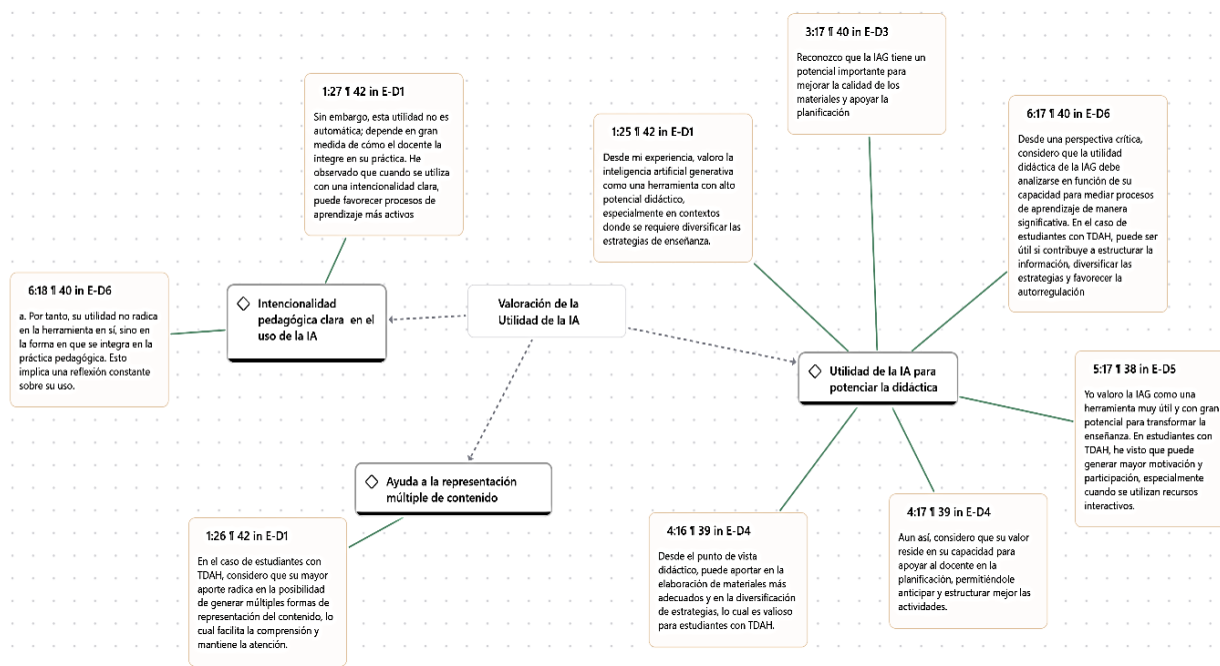 3:17 ¶ 40 in E-D3
Reconozco que la IAG tiene un
potencial importante para
mejorar la calidad de los
materiales y apoyar la
planificación
1:27 ¶ 42 in E-D1
Sin embargo, esta utilidad no es
automática; depende en gran
medida de cómo el docente la
integre en su práctica. He
observado que cuando se utiliza
con una intencionalidad clara,
puede favorecer procesos de
aprendizaje más activos
1:25 ¶ 42 in E-D1
Desde mi experiencia, valoro la
inteligencia artificial generativa
como una herramienta con alto
potencial didáctico,
especialmente en contextos
donde se requiere diversificar las
estrategias de enseñanza.
6:17 ¶ 40 in E-D6
Desde una perspectiva crítica,
considero que la utilidad
didáctica de la IAG debe
analizarse en función de su
capacidad para mediar procesos
de aprendizaje de manera
significativa. En el caso de
estudiantes con TDAH, puede ser
útil si contribuye a estructurar la
información, diversificar las
estrategias y favorecer la
autorregulación
6:18 ¶ 40 in E-D6
a. Por tanto, su utilidad no radica
en la herramienta en sí, sino en
la forma en que se integra en la
práctica pedagógica. Esto
implica una reflexión constante
sobre su uso.
Intencionalidad
pedagógica clara en el
uso de la IA
Valoración de la
Utilidad de la IA
Utilidad de la IA para
potenciar la didáctica
5:17 ¶ 38 in E-D5
Yo valoro la IAG como una
herramienta muy útil y con gran
potencial para transformar la
enseñanza. En estudiantes con
TDAH, he visto que puede
generar mayor motivación y
participación, especialmente
cuando se utilizan recursos
interactivos.
Ayuda a la representación
múltiple de contenido
1:26 ¶ 42 in E-D1
En el caso de estudiantes con
TDAH, considero que su mayor
aporte radica en la posibilidad
de generar múltiples formas de
representación del contenido, lo
cual facilita la comprensión y
mantiene la atención.
4:16 ¶ 39 in E-D4
Desde el punto de vista
didáctico, puede aportar en la
elaboración de materiales más
adecuados y en la diversificación
de estrategias, lo cual es valioso
para estudiantes con TDAH.
4:17 ¶ 39 in E-D4
Aun así, considero que su valor
reside en su capacidad para
apoyar al docente en la
planificación, permitiéndole
anticipar y estructurar mejor las
actividades.